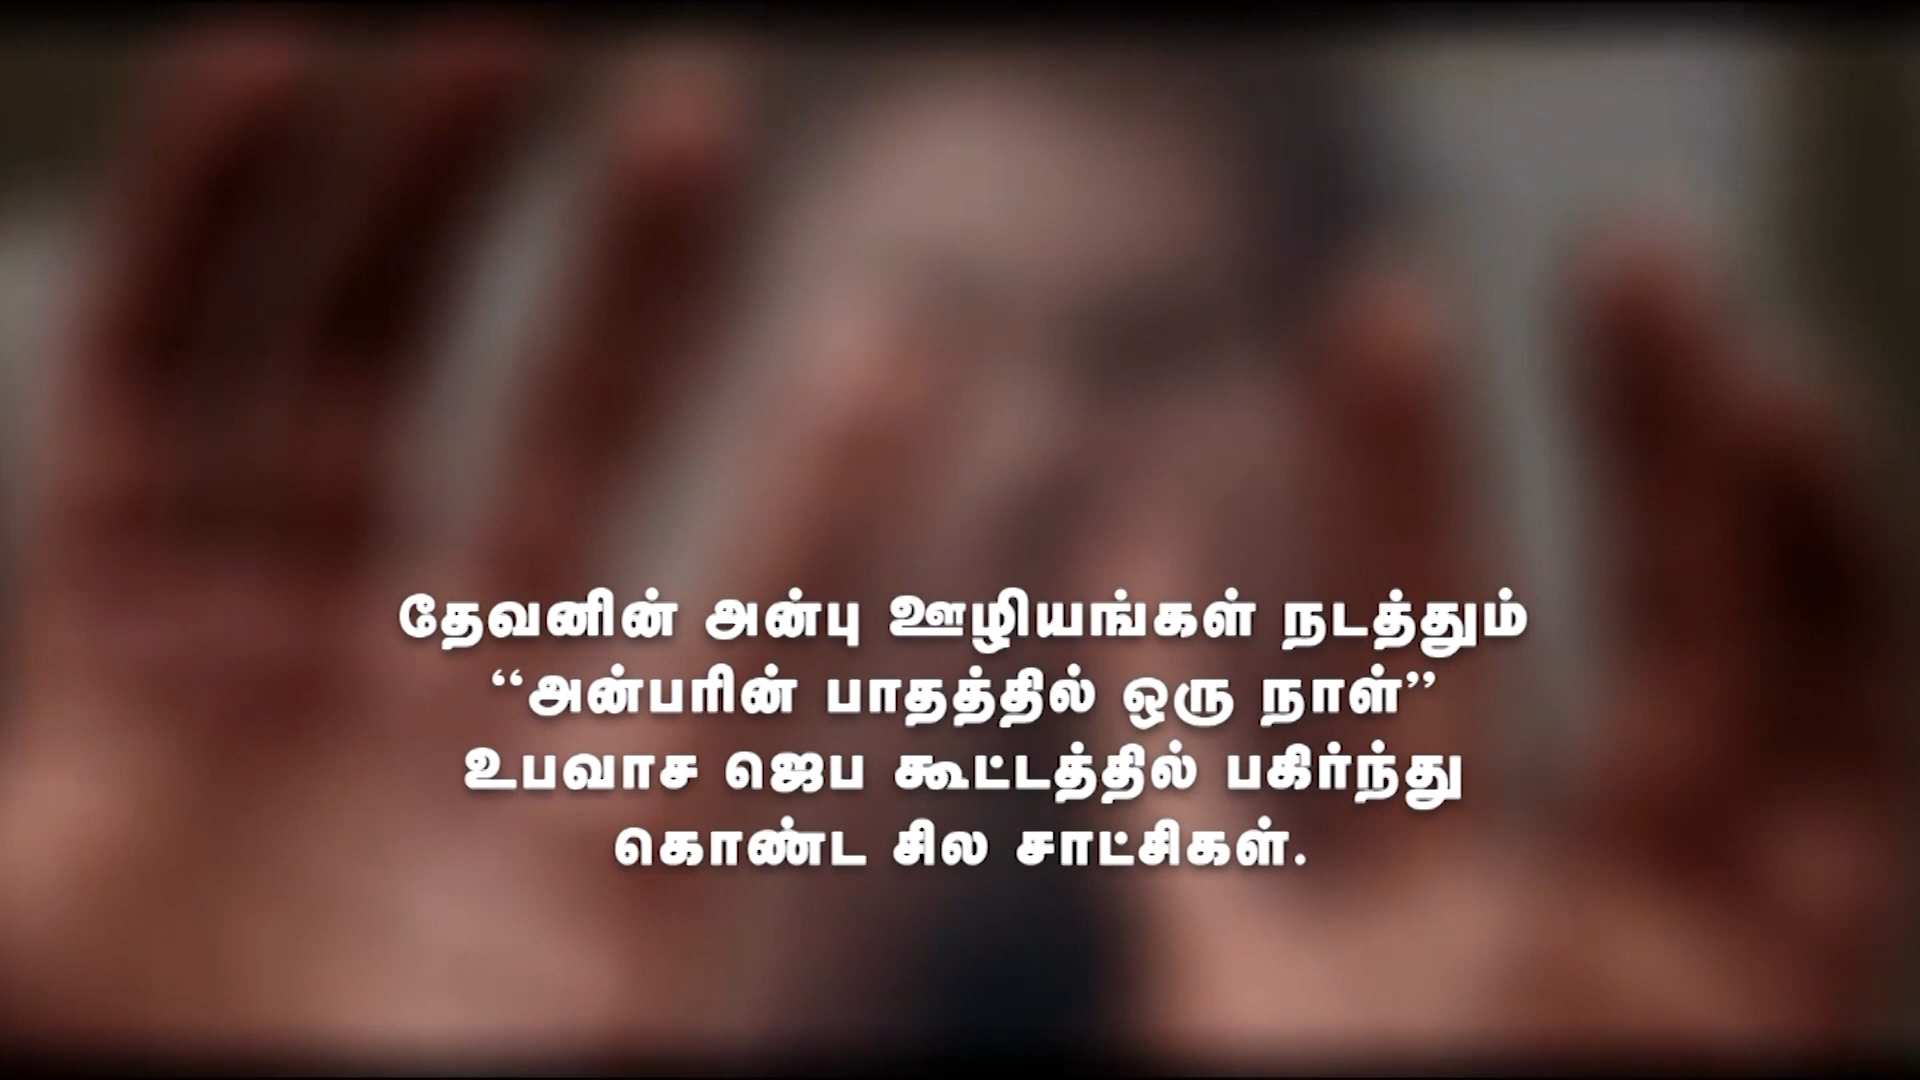 தேவனின் அன்பு ஊழியங்கள் நடத்தும்
“அன்பரின் பாதத்தில் ஒரு நாள்”
உபவாச ஜெப கூட்டத்தில் பகிர்ந்து
கொண்ட சில சாட்சிகள்.